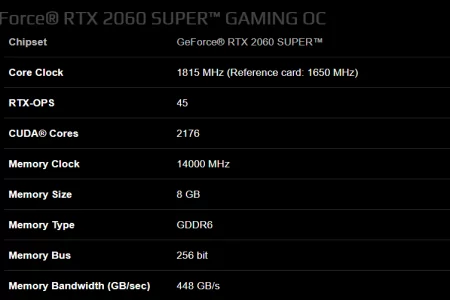 Force® RTX 2060 SUPER™ GAMING OC
Chipset GeForce® RTX 2060 SUPER™
Core Clock 1815 MHz (Reference card: 1650 MHz)
RTX-OPS 45
CUDA® Cores 2176
Memory Clock 14000 MHz
Memory Size 8 GB
Memory Type GDDR6
Memory Bus 256 bit
Memory Bandwidth (GB/sec) 448 GB/s